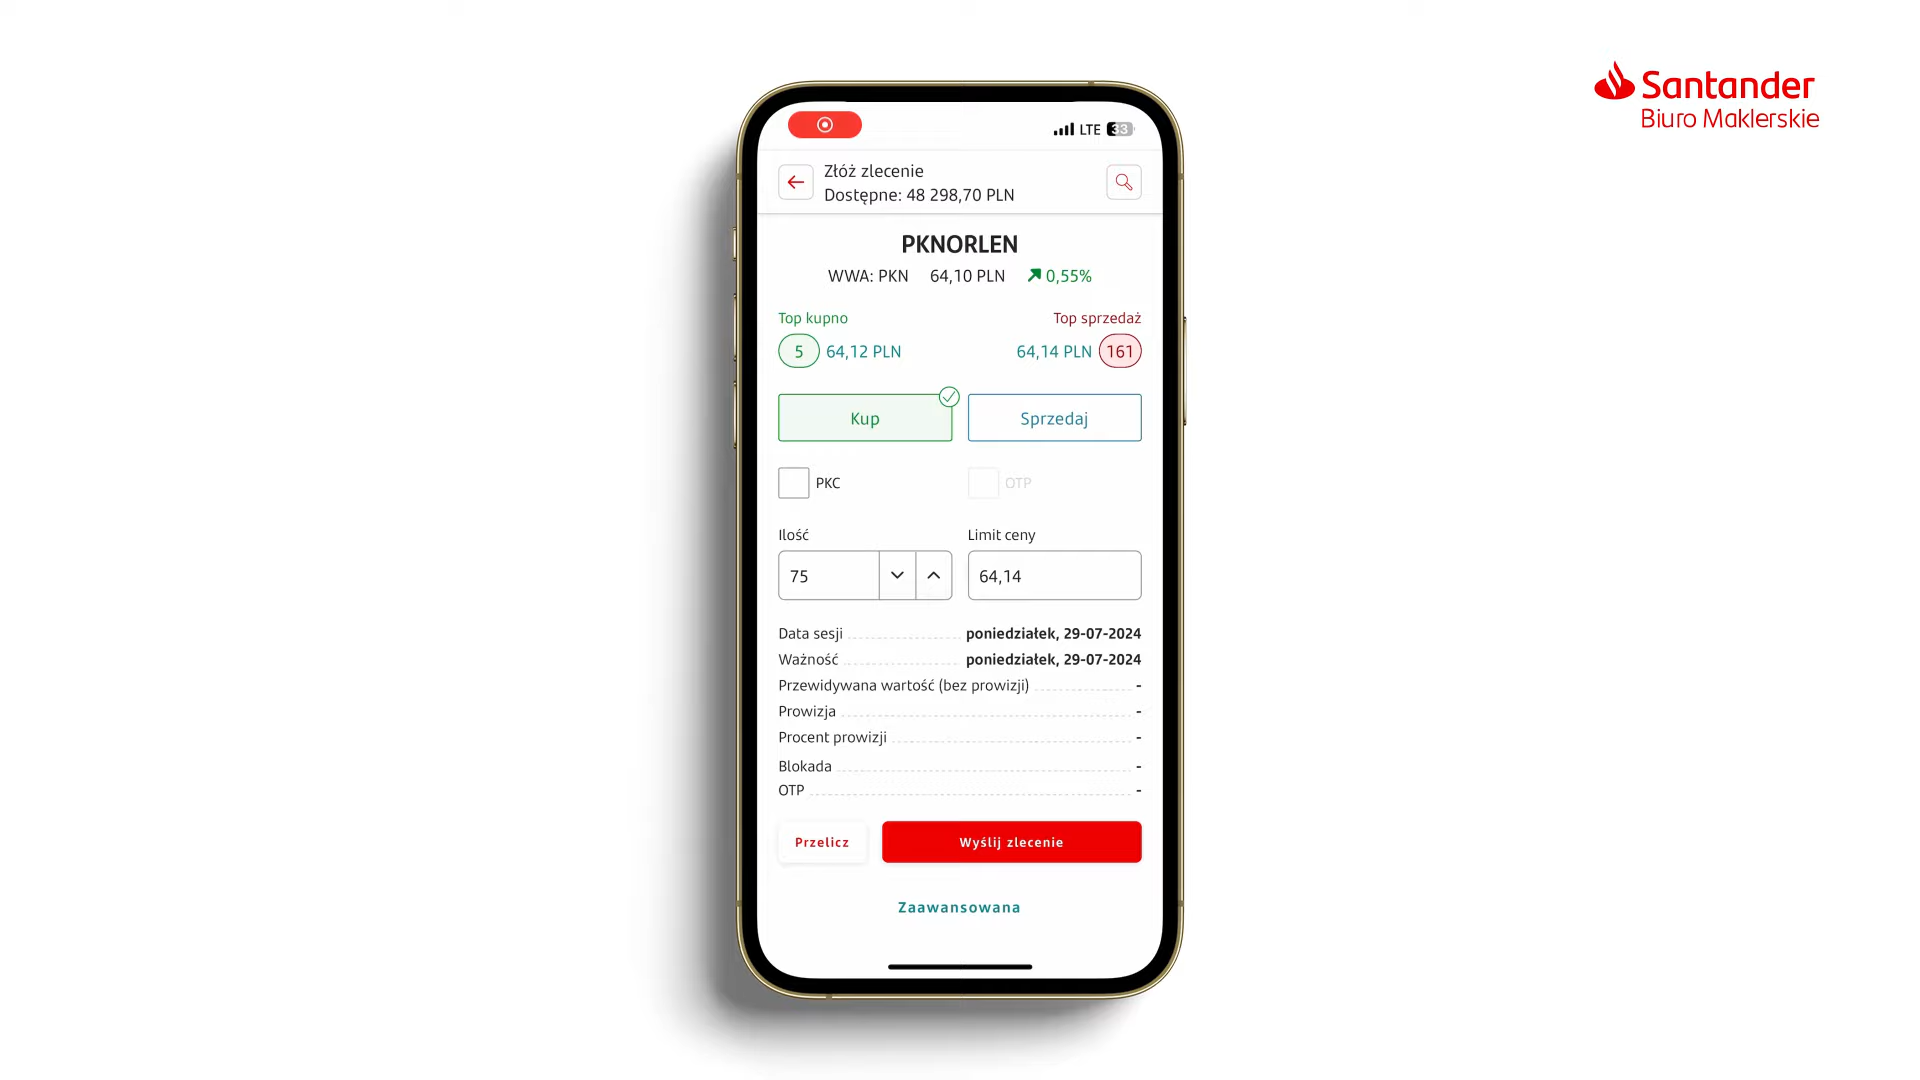 Santander
Biuro Maklerskie
LTE 33
Złóż zlecenie
Dostępne: 48 298,70 PLN
PKNORLEN
WWA: PKN 64,10 PLN 0,55%
Top kupno Top sprzedaż
5 64,12 PLN 64,14 PLN 161
Kup Sprzedaj
PKC OTP
Ilość Limit ceny
75 64,14
Data sesji poniedziałek, 29-07-2024
Ważność poniedziałek, 29-07-2024
Przewidywana wartość (bez prowizji) -
Prowizja -
Procent prowizji -
Blokada -
OTP -
Przelicz Wyślij zlecenie
Zaawansowana